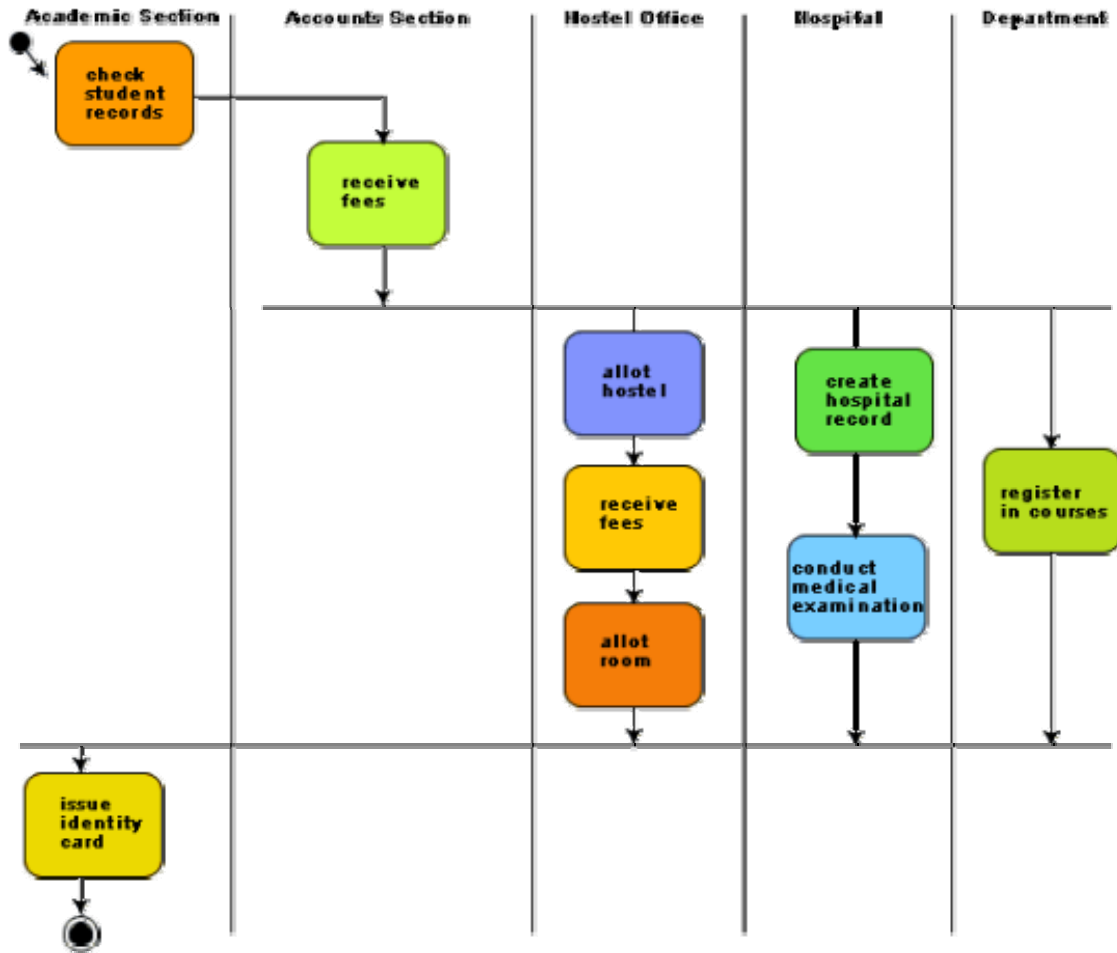 Academic Section
Accounts Section
Hostel Office
Hospital
Department
check
student
records
receive
fees
allot
hostel
create
hospital
record
receive
fees
register
in courses
conduct
medical
examination
allot
room
issue
identity
card